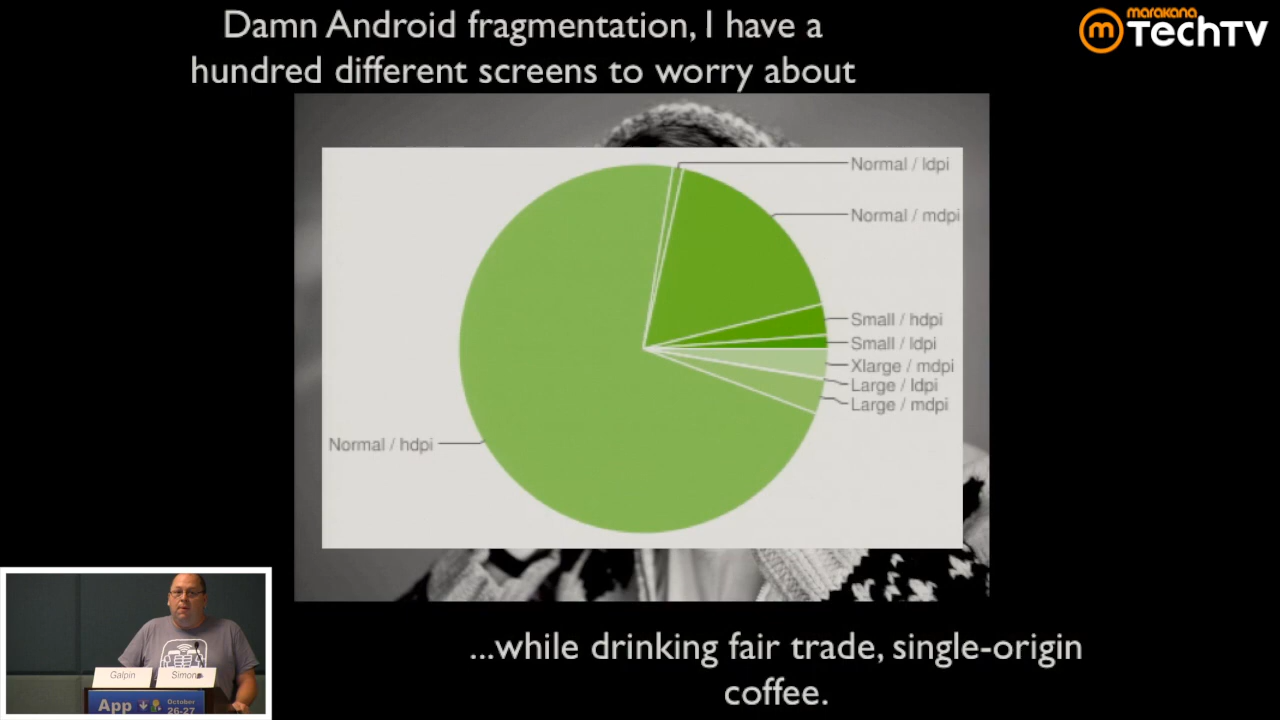 Damn Android fragmentation, I have a
hundred different screens to worry about
marakana
TechTV
Normal / ldpi
Normal / mdpi
Small / hdpi
Small / ldpi
Xlarge / mdpi
Large / ldpi
Large / mdpi
Normal / hdpi
...while drinking fair trade, single-origin
coffee.
Galpin
Simon
App
October
26-27